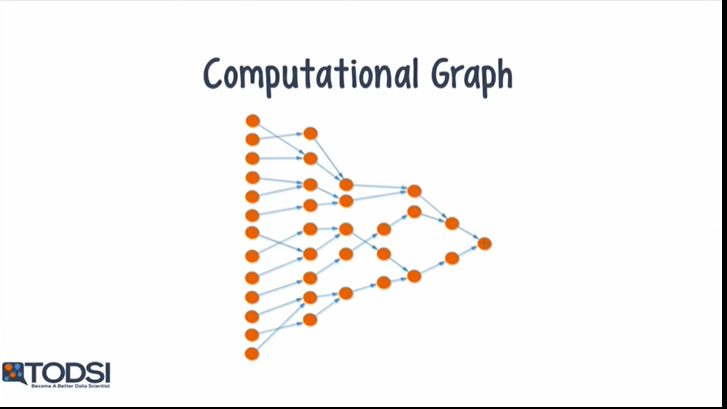 Computational Graph
TODSI
Become A Better Data Scientist